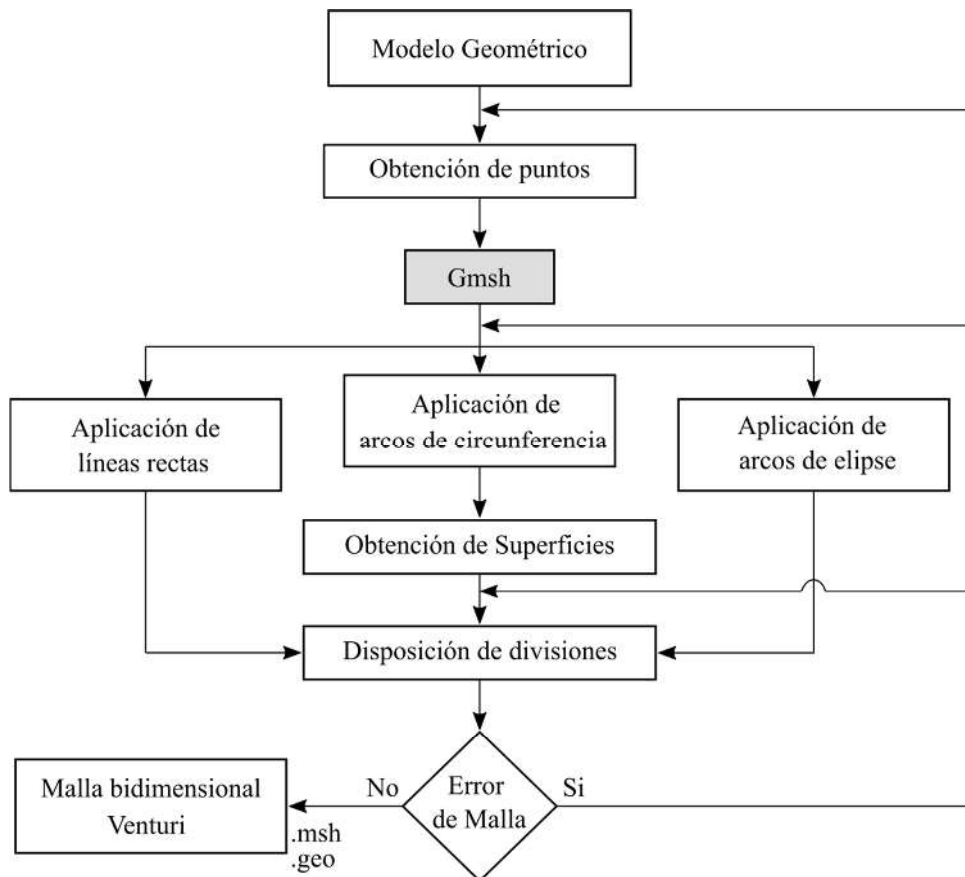 Modelo Geométrico
Obtención de puntos
Gmsh
Aplicación de
líneas rectas
Aplicación de
arcos de circunferencia
Aplicación de
arcos de elipse
Obtención de Superficies
Disposición de divisiones
Error
de Malla
No
Si
Malla bidimensional
Venturi
.msh
.geo